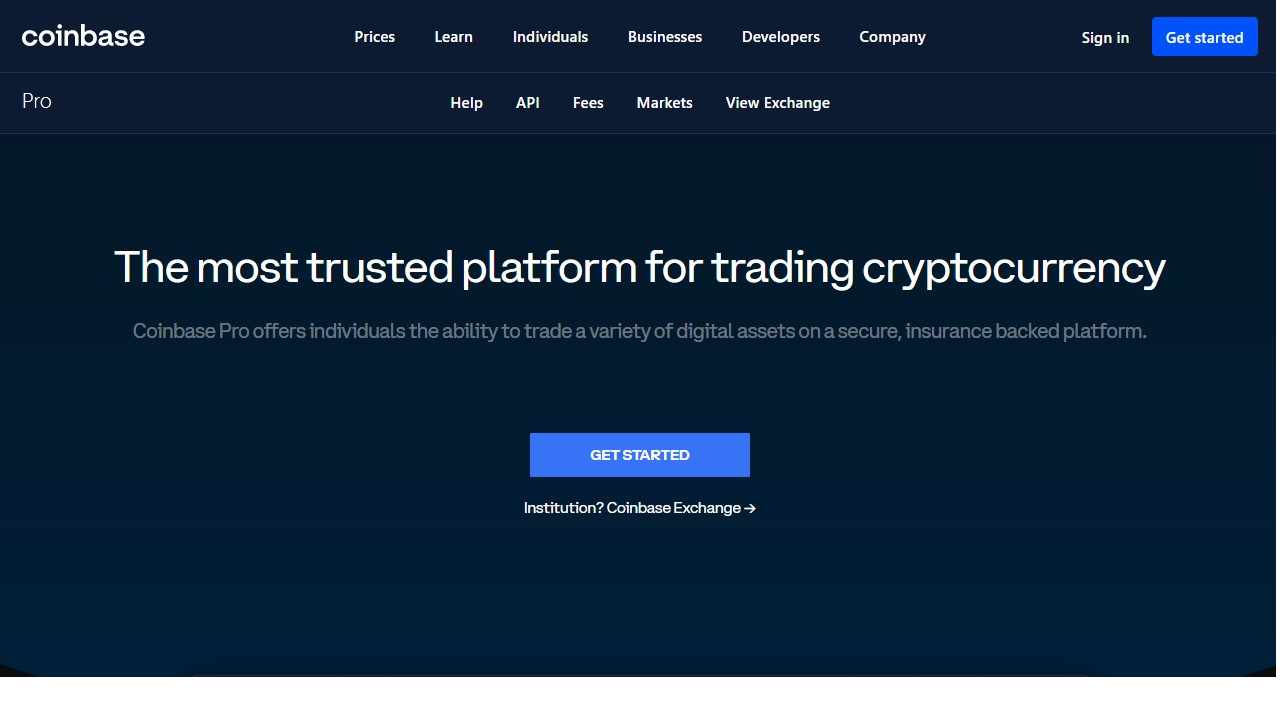 coinbase Prices Learn Individuals Businesses Developers Company Sign in Get started
Pro Help API Fees Markets View Exchange
The most trusted platform for trading cryptocurrency
Coinbase Pro offers individuals the ability to trade a variety of digital assets on a secure, insurance backed platform.
GET STARTED
Institution? Coinbase Exchange →